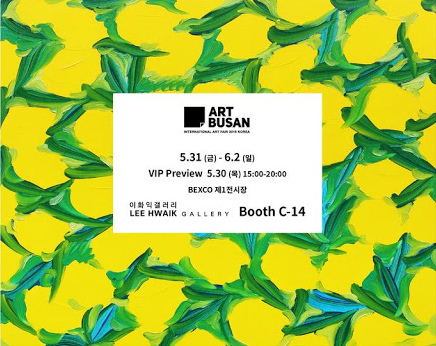 ART
BUSAN
INTERNATIONAL ART FAIR 2019 KOREA
5.31 (금) - 6.2 (일)
VIP Preview 5.30 (목) 15:00-20:00
BEXCO 제1전시장
이화익갤러리
LEE HWAIK GALLERY Booth C-14